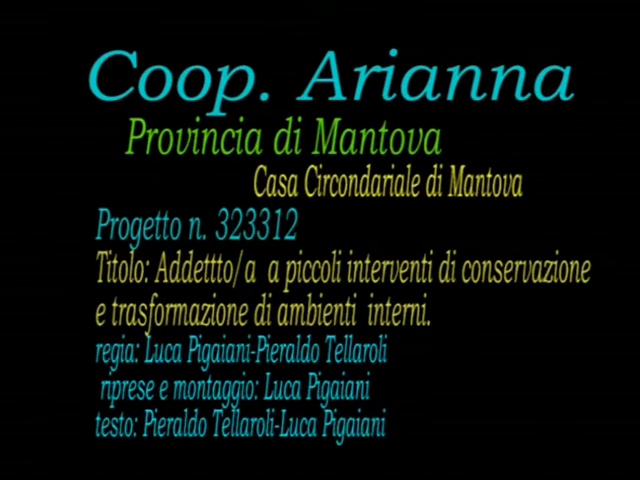 Coop. Arianna
Provincia di Mantova
Casa Circondariale di Mantova
Progetto n. 323312
Titolo: Addettto/a a piccoli interventi di conservazione
e trasformazione di ambienti interni.
regia: Luca Pigaiani-Pieraldo Tellaroli
riprese e montaggio: Luca Pigaiani
testo: Pieraldo Tellaroli-Luca Pigaiani